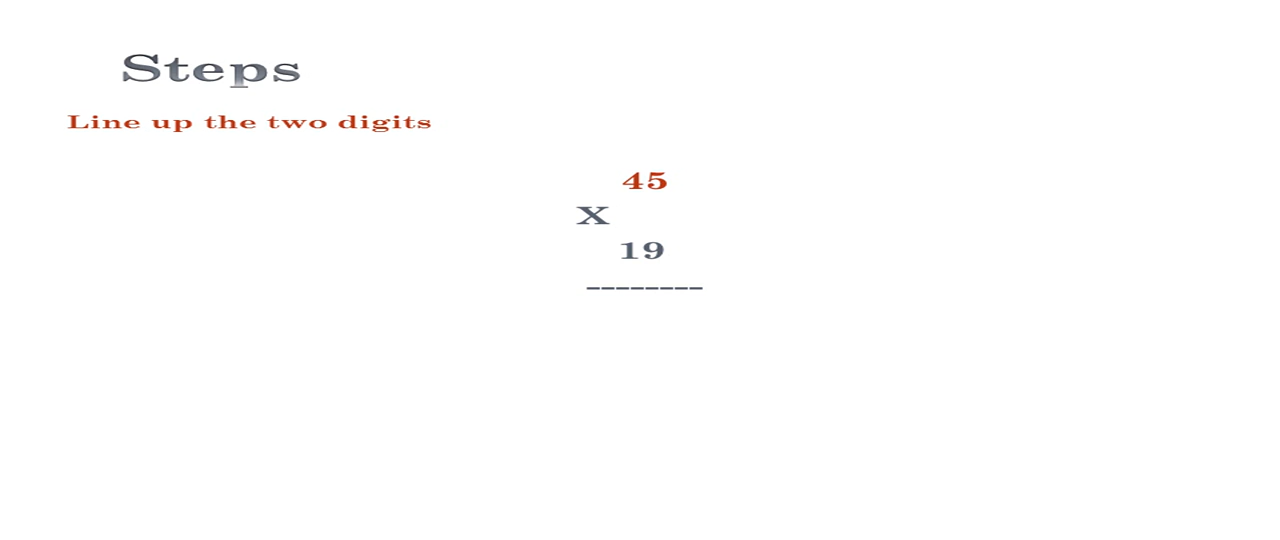 Steps
Line up the two digits
45
X
19
--------